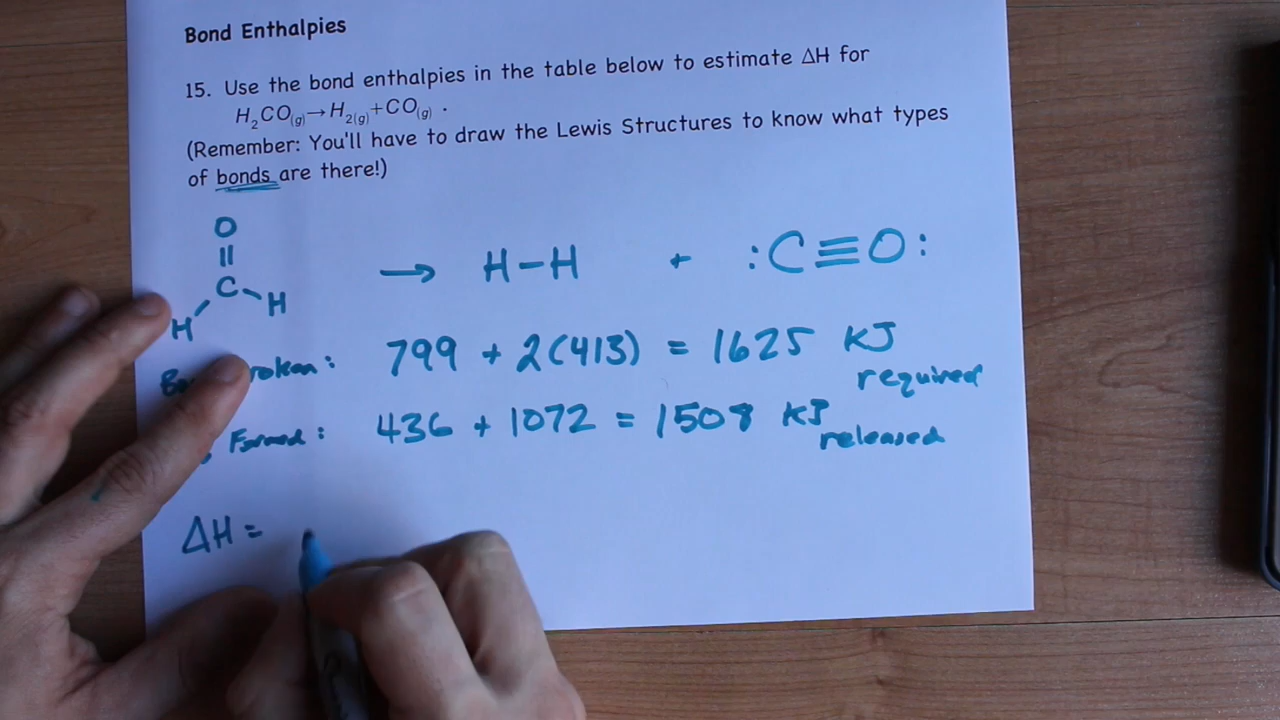 Bond Enthalpies
15. Use the bond enthalpies in the table below to estimate ΔH for
H₂CO(g)→H₂(g)+CO(g) .
(Remember: You'll have to draw the Lewis Structures to know what types
of bonds are there!)
O
||
C
H H
→ H-H + :C≡O:
799 + 2(413) = 1625 KJ
required
Formed: 436 + 1072 = 1508 KJ
released
ΔH =